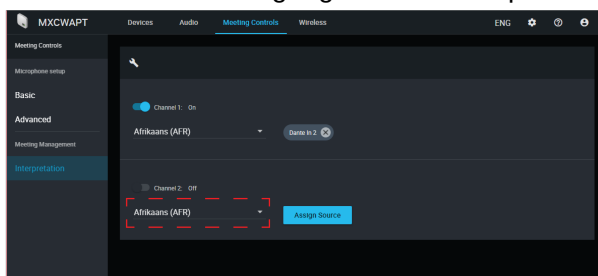 MXCWAPT Devices Audio Meeting Controls Wireless ENG
Meeting Controls
Microphone setup
Basic
Advanced
Meeting Management
Interpretation
Channel 1: On
Afrikaans (AFR) Dante In 2
Channel 2: Off
Afrikaans (AFR) Assign Source